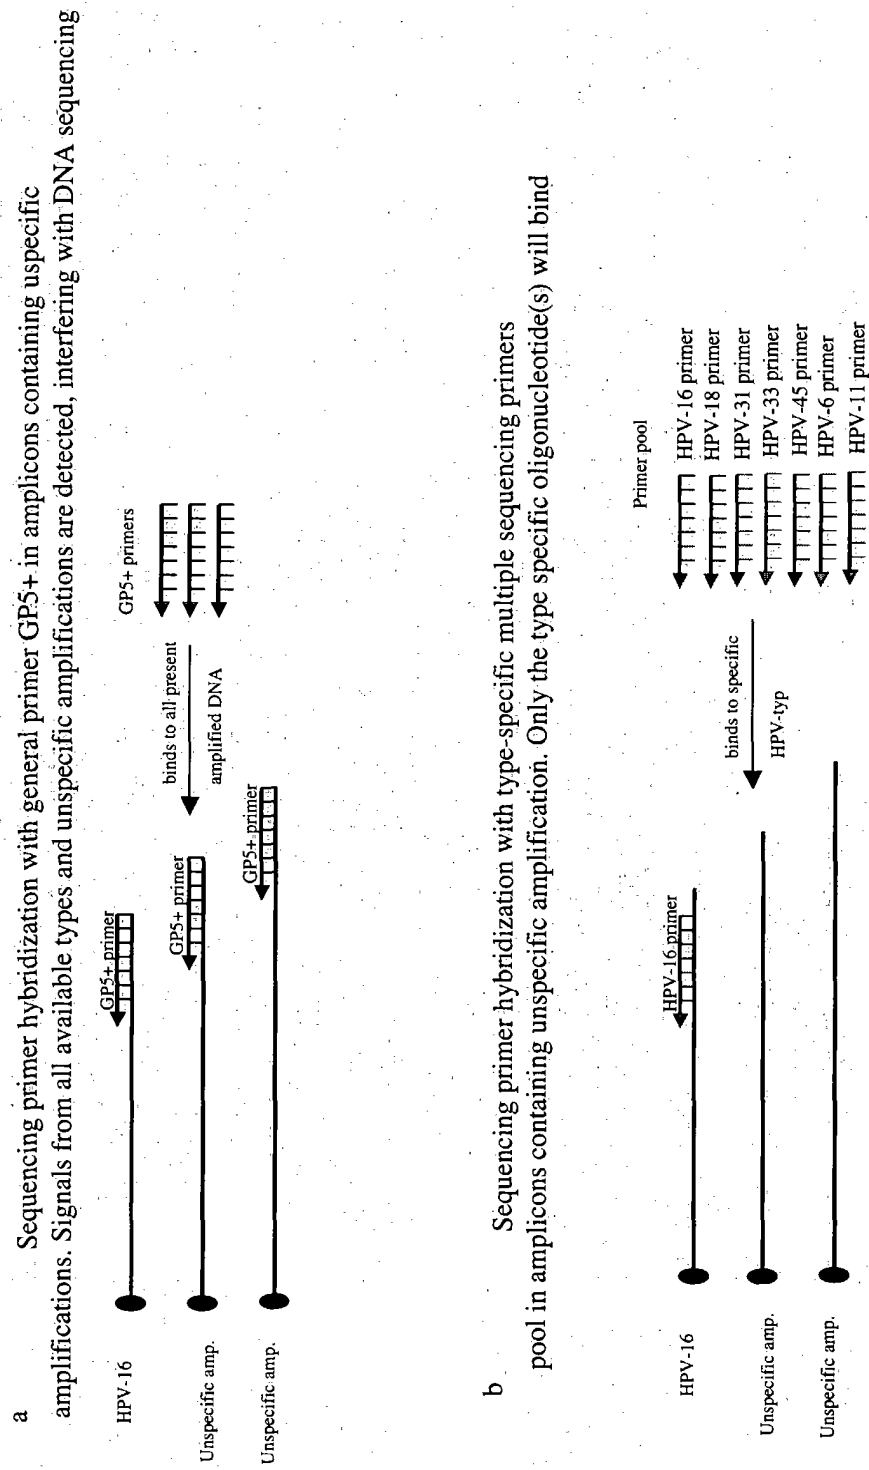 a
Sequencing primer hybridization with general primer GP5+ in amplicons containing uspecific
amplifications. Signals from all available types and unspecific amplifications are detected, interfering with DNA sequencing
GP5+ primers
HPV-16
GP5+ primer
binds to all present
amplified DNA
Unspecific amp.
GP5+ primer
Unspecific amp.
GP5+ primer
b
Sequencing primer hybridization with type-specific multiple sequencing primers
pool in amplicons containing unspecific amplification. Only the type specific oligonucleotide(s) will bind
Primer pool
HPV-16
HPV-16 primer
binds to specific
HPV-typ
Unspecific amp.
Unspecific amp.
HPV-16 primer
HPV-18 primer
HPV-31 primer
HPV-33 primer
HPV-45 primer
HPV-6 primer
HPV-11 primer